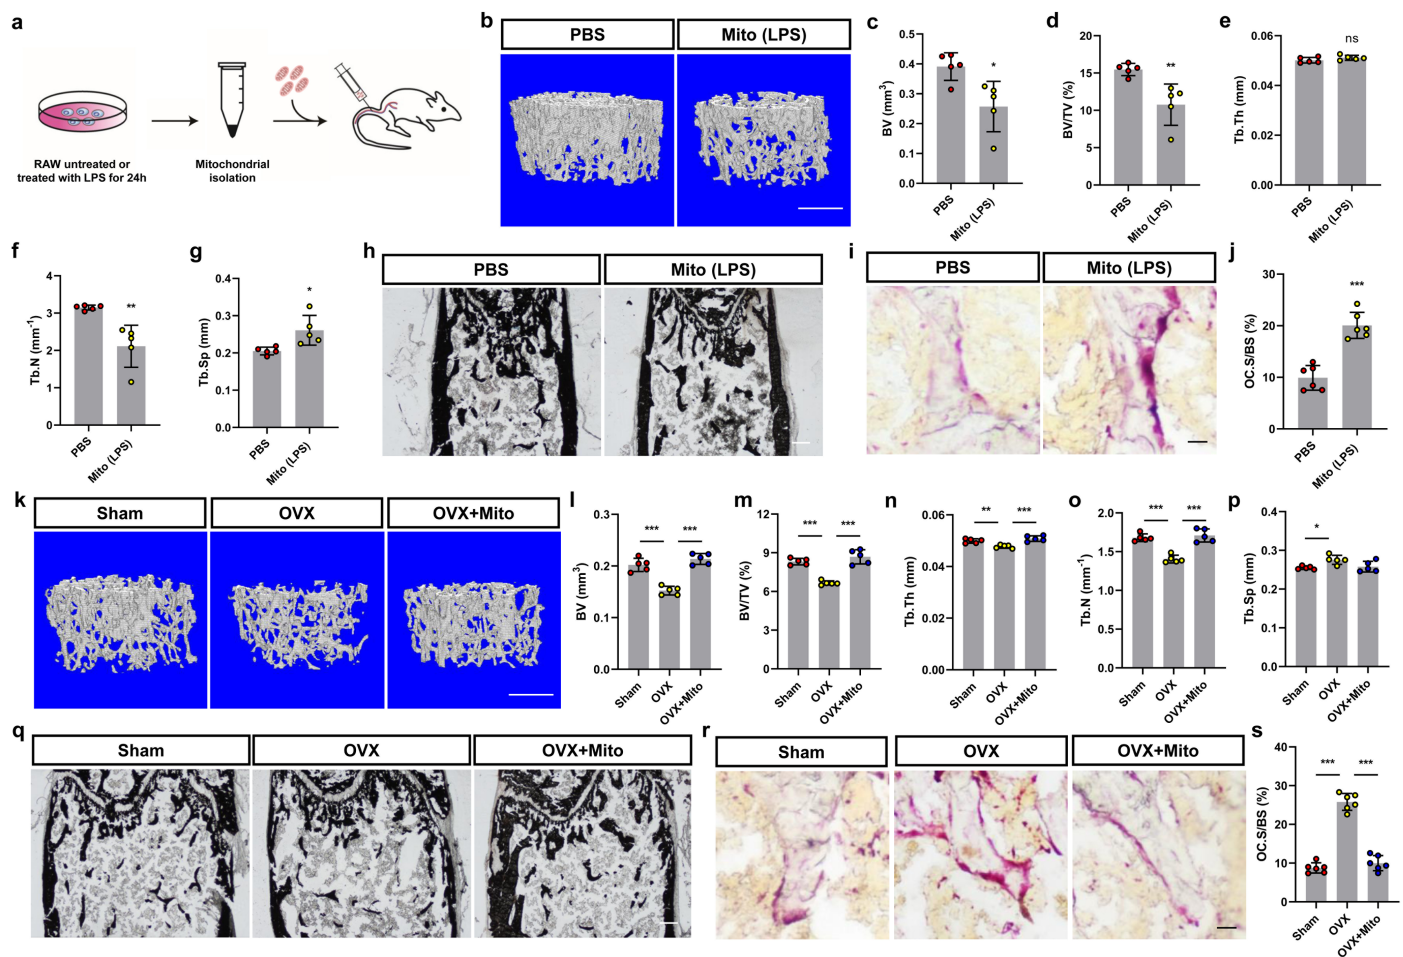 a
RAW untreated or
treated with LPS for 24h
Mitochondrial
isolation
b
PBS
Mito (LPS)
c
BV (mm³)
0.5
0.4
0.3
0.2
0.1
0.0
*
PBS
Mito (LPS)
d
BV/TV (%)
20
15
10
5
0
**
PBS
Mito (LPS)
e
Tb.Th (mm)
0.06
0.04
0.02
0.00
ns
PBS
Mito (LPS)
f
Tb.N (mm⁻¹)
4
3
2
1
0
**
PBS
Mito (LPS)
g
Tb.Sp (mm)
0.4
0.3
0.2
0.1
0.0
*
PBS
Mito (LPS)
h
PBS
Mito (LPS)
i
PBS
Mito (LPS)
j
OC.S/BS (%)
30
20
10
0
***
PBS
Mito (LPS)
k
Sham
OVX
OVX+Mito
l
BV (mm³)
0.3
0.2
0.1
0.0
*** ***
Sham
OVX
OVX+Mito
m
BV/TV (%)
12
9
6
3
0
*** ***
Sham
OVX
OVX+Mito
n
Tb.Th (mm)
0.06
0.04
0.02
0.00
** ***
Sham
OVX
OVX+Mito
o
Tb.N (mm⁻¹)
2.0
1.5
1.0
0.5
0.0
*** ***
Sham
OVX
OVX+Mito
p
Tb.Sp (mm)
0.4
0.3
0.2
0.1
0.0
*
Sham
OVX
OVX+Mito
q
Sham
OVX
OVX+Mito
r
Sham
OVX
OVX+Mito
s
OC.S/BS (%)
40
30
20
10
0
*** ***
Sham
OVX
OVX+Mito